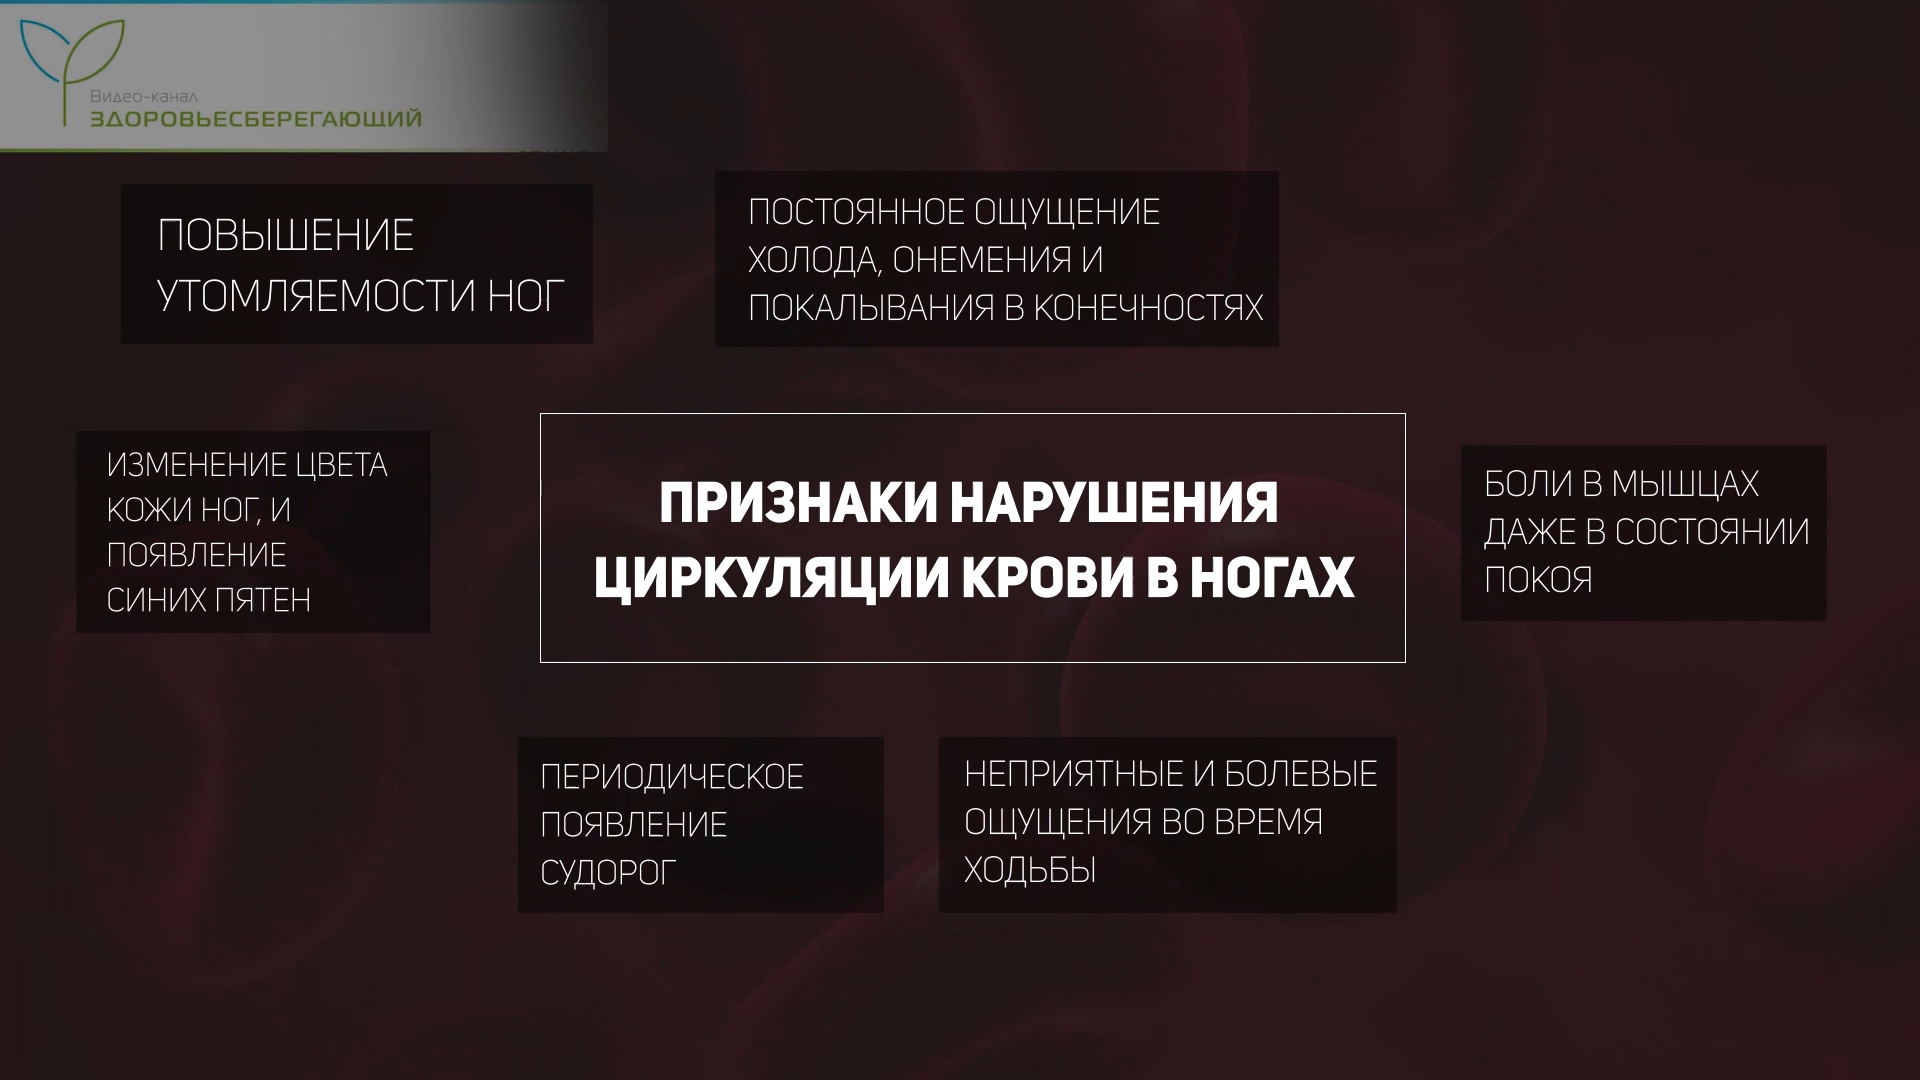 Видео-канал
ЗДОРОВЬЕСБЕРЕГАЮЩИЙ
ПОВЫШЕНИЕ
УТОМЛЯЕМОСТИ НОГ
ПОСТОЯННОЕ ОЩУЩЕНИЕ
ХОЛОДА, ОНЕМЕНИЯ И
ПОКАЛЫВАНИЯ В КОНЕЧНОСТЯХ
ИЗМЕНЕНИЕ ЦВЕТА
КОЖИ НОГ, И
ПОЯВЛЕНИЕ
СИНИХ ПЯТЕН
ПРИЗНАКИ НАРУШЕНИЯ
ЦИРКУЛЯЦИИ КРОВИ В НОГАХ
БОЛИ В МЫШЦАХ
ДАЖЕ В СОСТОЯНИИ
ПОКОЯ
ПЕРИОДИЧЕСКОЕ
ПОЯВЛЕНИЕ
СУДОРОГ
НЕПРИЯТНЫЕ И БОЛЕВЫЕ
ОЩУЩЕНИЯ ВО ВРЕМЯ
ХОДЬБЫ